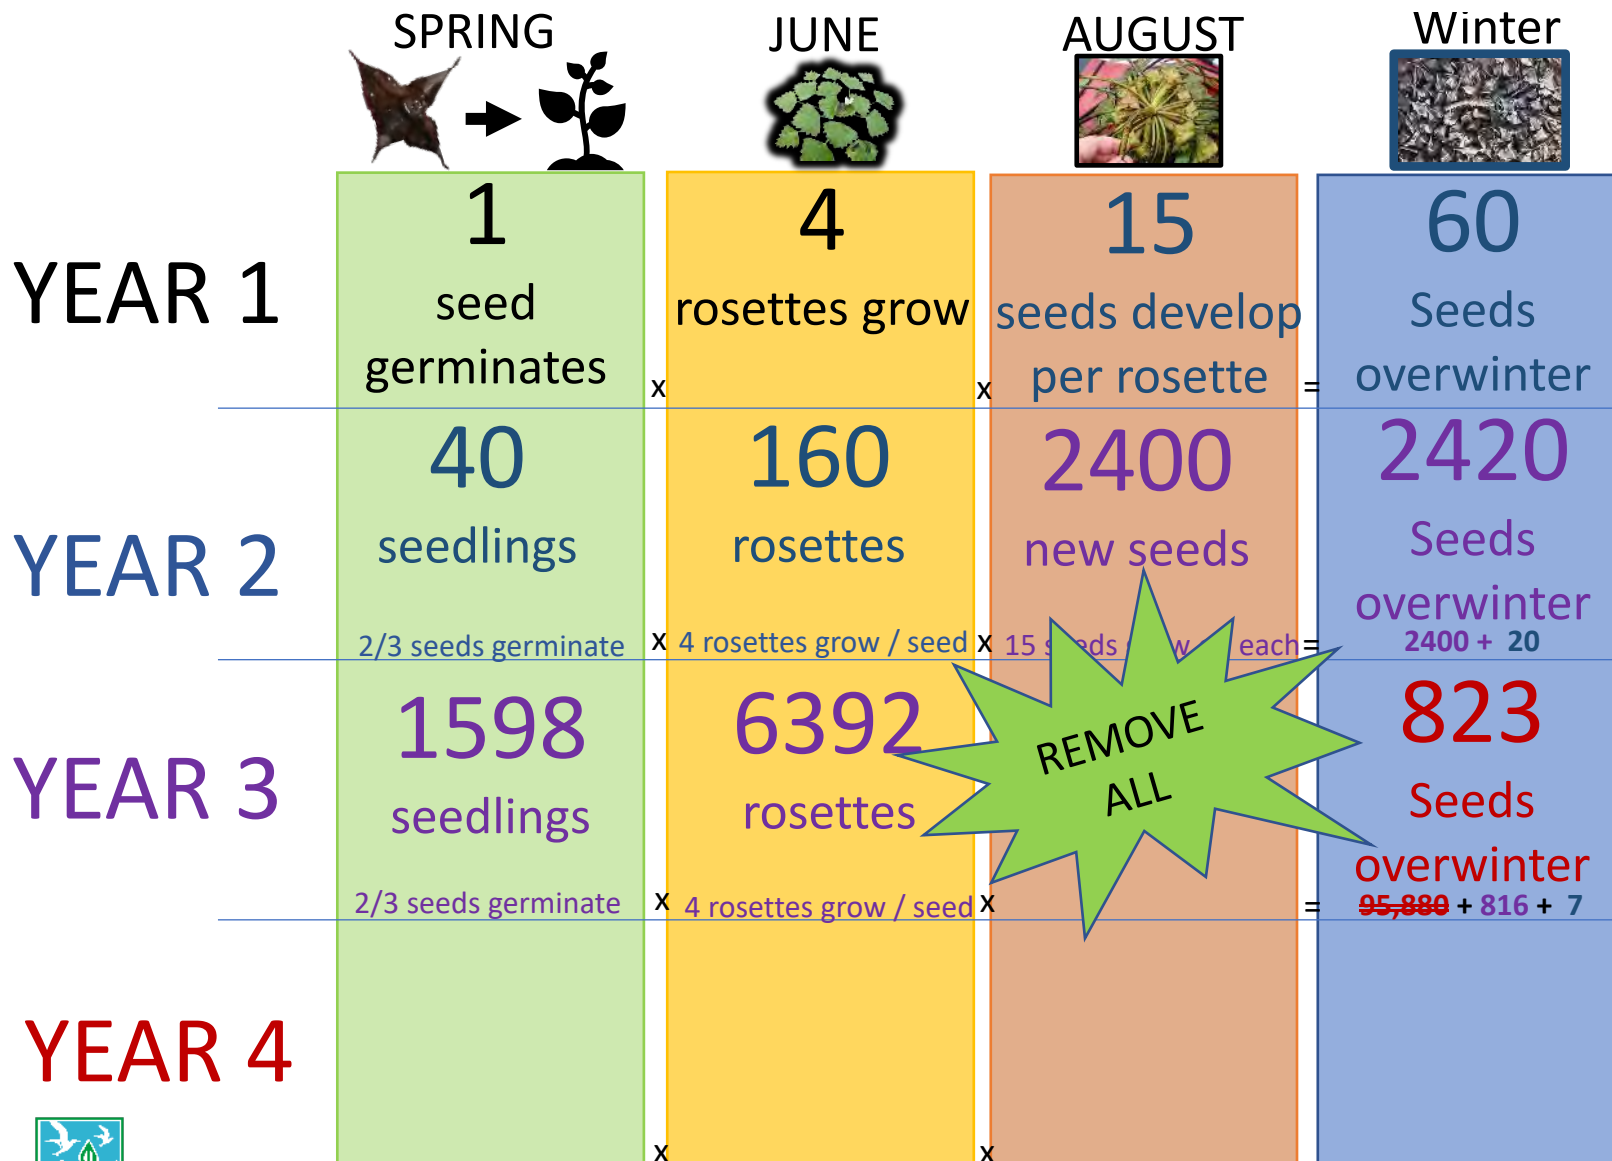 SPRING
JUNE
AUGUST
Winter
YEAR 1
1
seed
germinates
x
4
rosettes grow
x
15
seeds develop
per rosette
=
60
Seeds
overwinter
YEAR 2
40
seedlings
2/3 seeds germinate
x
160
rosettes
4 rosettes grow / seed
x
2400
new seeds
15 each
=
2420
Seeds
overwinter
2400 + 20
YEAR 3
1598
seedlings
2/3 seeds germinate
x
6392
rosettes
4 rosettes grow / seed
x
REMOVE
ALL
=
823
Seeds
overwinter
95,880 + 816 + 7
YEAR 4
x
x